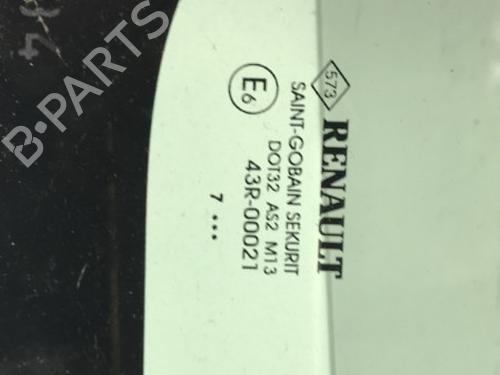 573 RENAULT
SAINT-GOBAIN SEKURIT
DOT32 AS2 M13
E6 43R-00021
7 •••
B-PARTS